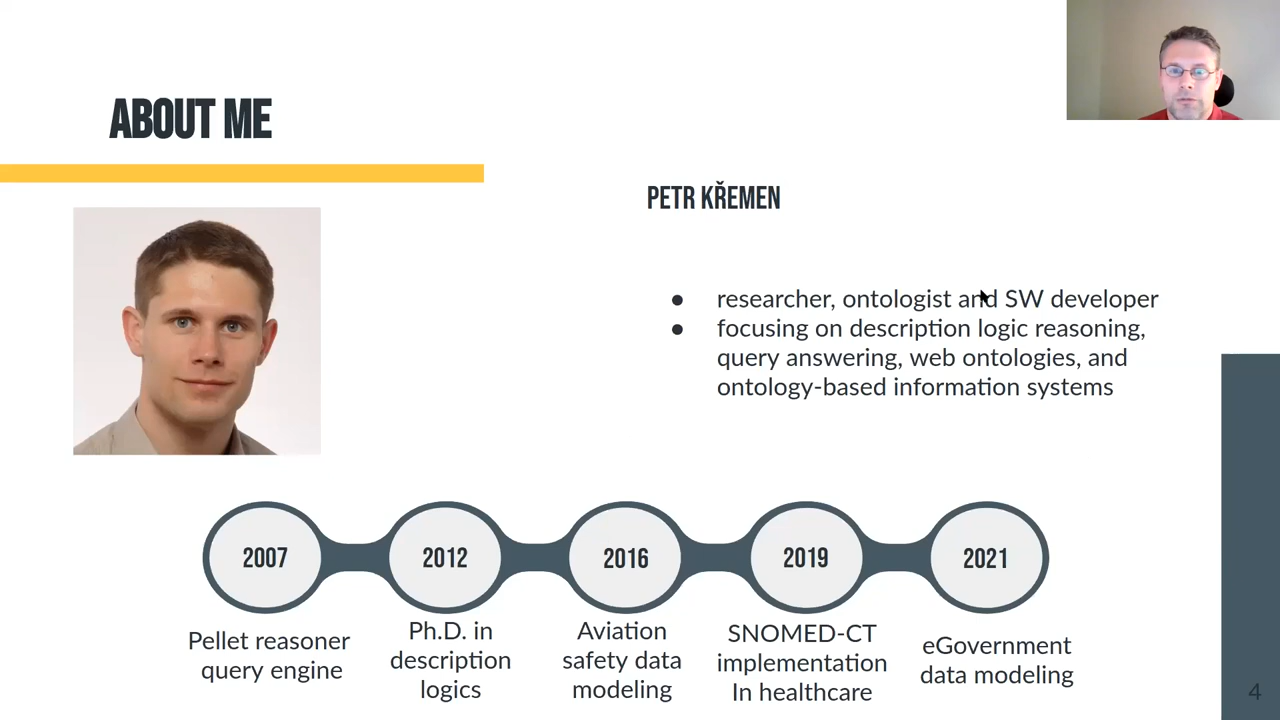 ABOUT ME
PETR KŘEMEN
● researcher, ontologist and SW developer
● focusing on description logic reasoning,
query answering, web ontologies, and
ontology-based information systems
2007
2012
2016
2019
2021
Pellet reasoner
query engine
Ph.D. in
description
logics
Aviation
safety data
modeling
SNOMED-CT
implementation
In healthcare
eGovernment
data modeling
4